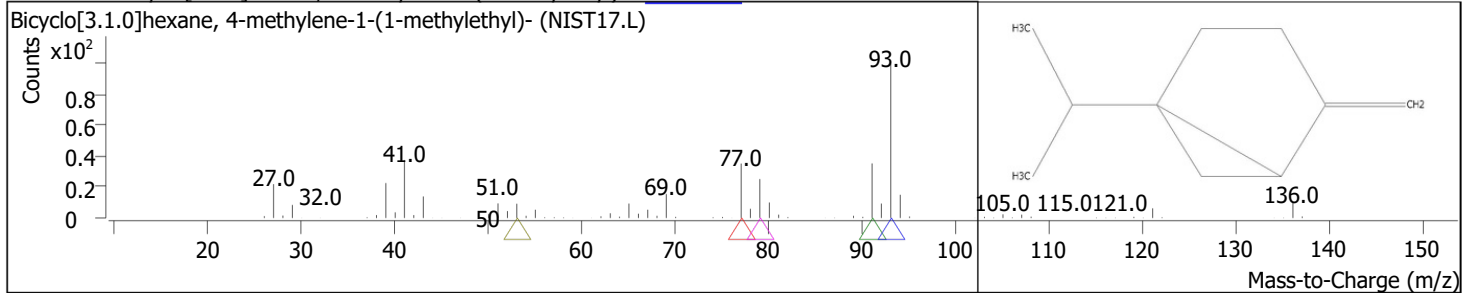 Bicyclo[3.1.0]hexane, 4-methylene-1-(1-methylethyl)- (NIST17.L)
Counts
x10²
0.8
0.6
0.4
0.2
0
93.0
41.0
77.0
27.0
32.0
51.0
69.0
105.0 115.0 121.0
136.0
H3C
CH2
H3C
20 30 40 50 60 70 80 90 100 110 120 130 140 150
Mass-to-Charge (m/z)